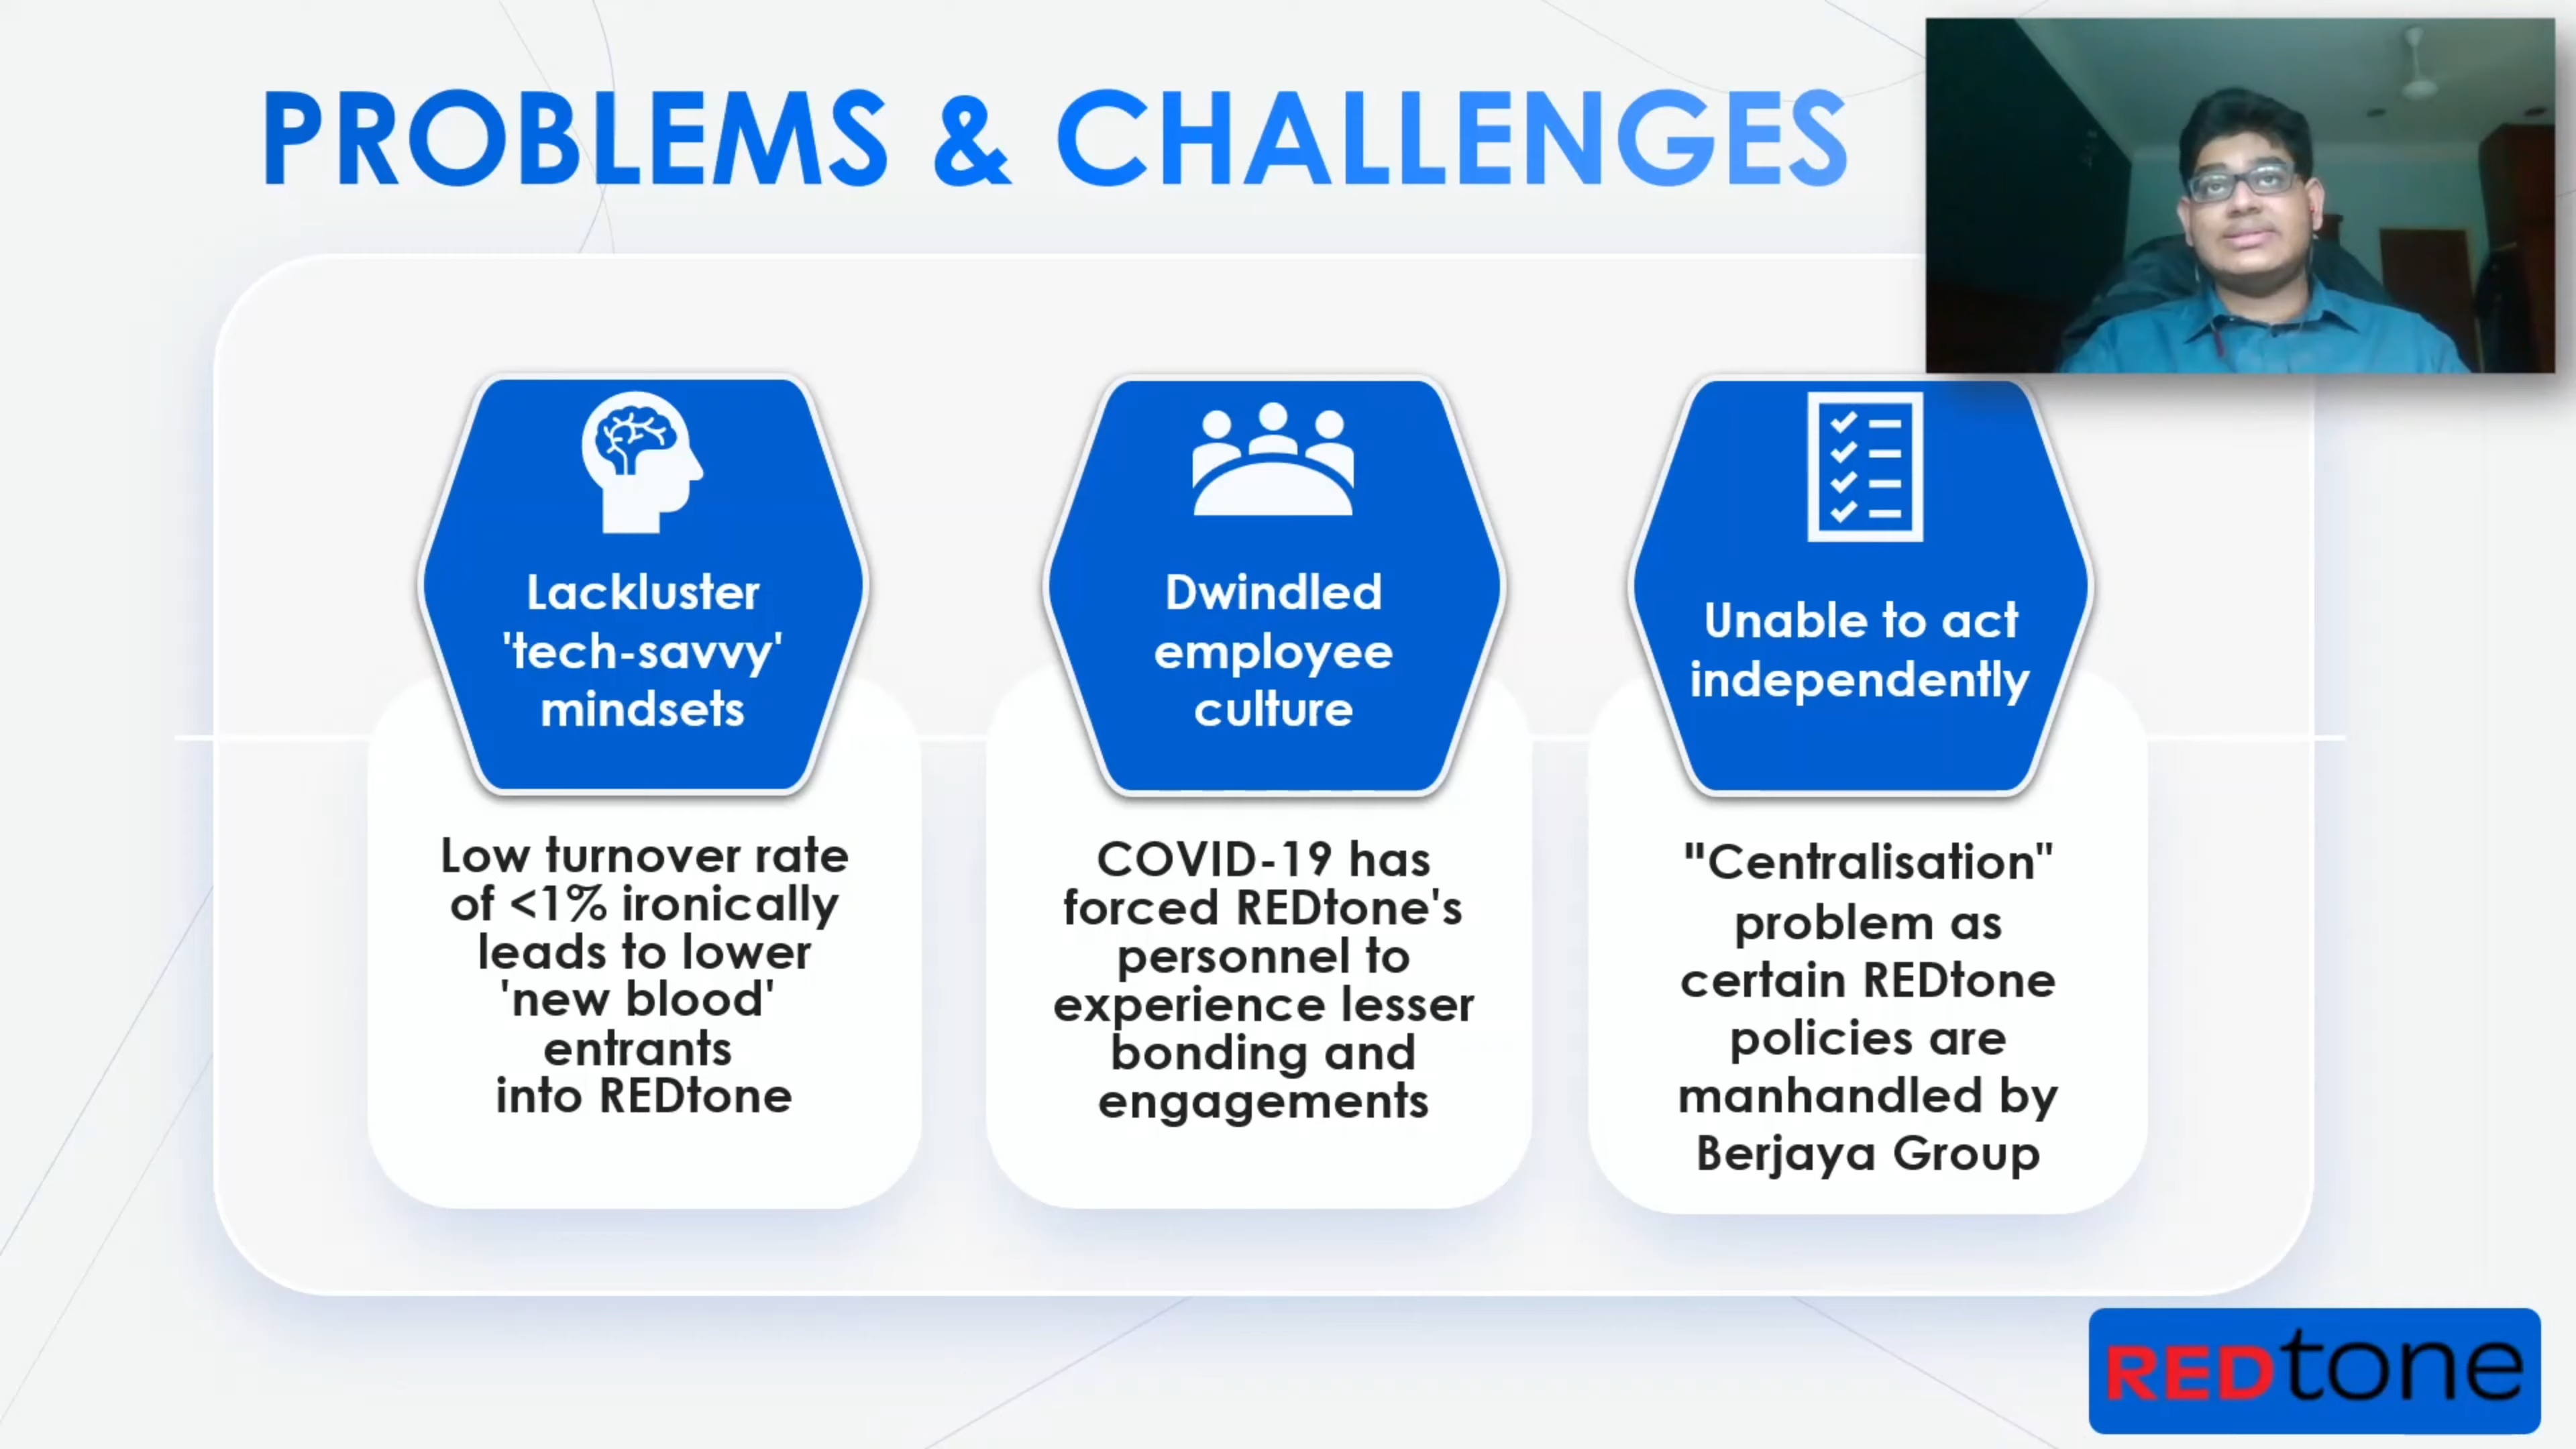 PROBLEMS & CHALLENGES
Lackluster
'tech-savvy'
mindsets
Low turnover rate
of <1% ironically
leads to lower
'new blood'
entrants
into REDtone
Dwindled
employee
culture
COVID-19 has
forced REDtone's
personnel to
experience lesser
bonding and
engagements
Unable to act
independently
"Centralisation"
problem as
certain REDtone
policies are
manhandled by
Berjaya Group
REDtone